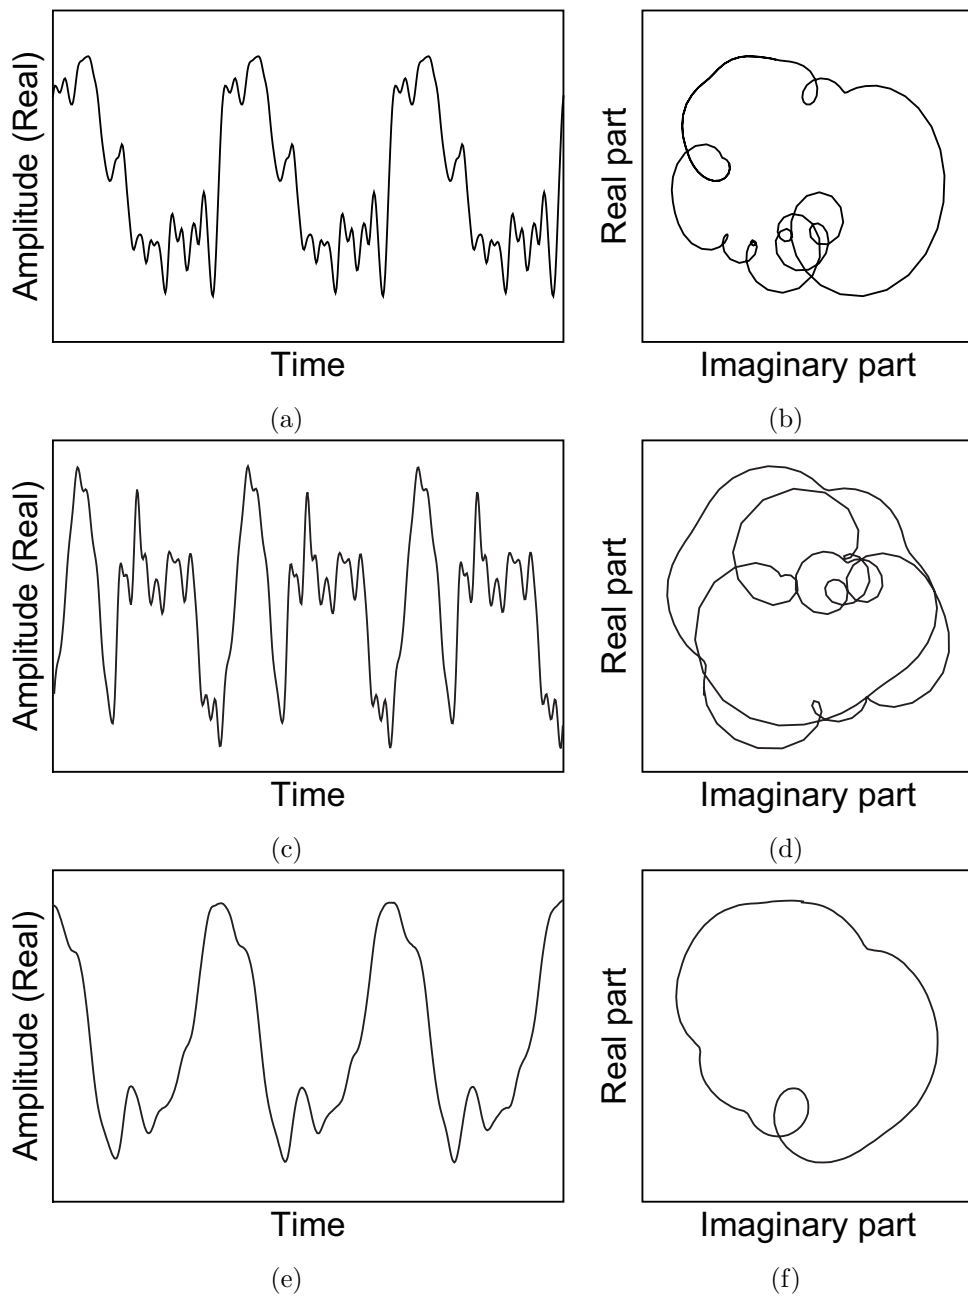 Amplitude (Real)
Time
(a)
Real part
Imaginary part
(b)
Amplitude (Real)
Time
(c)
Real part
Imaginary part
(d)
Amplitude (Real)
Time
(e)
Real part
Imaginary part
(f)